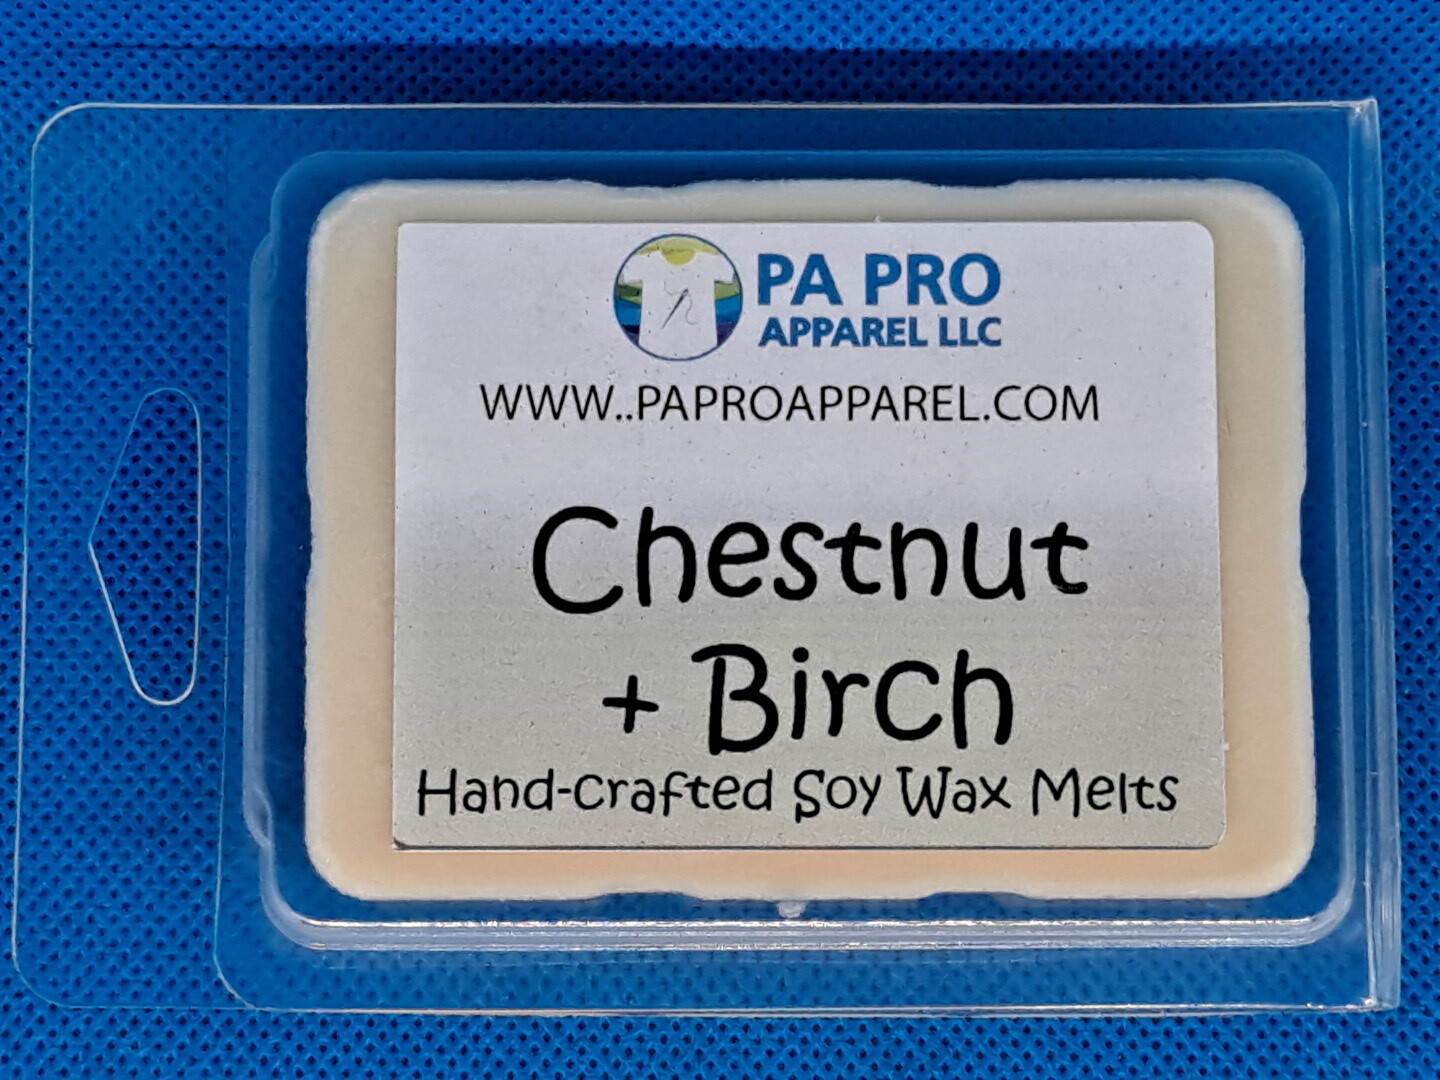 PA PRO
APPAREL LLC
WWW..PAPROAPPAREL.COM
Chestnut
+ Birch
Hand-crafted Soy Wax Melts